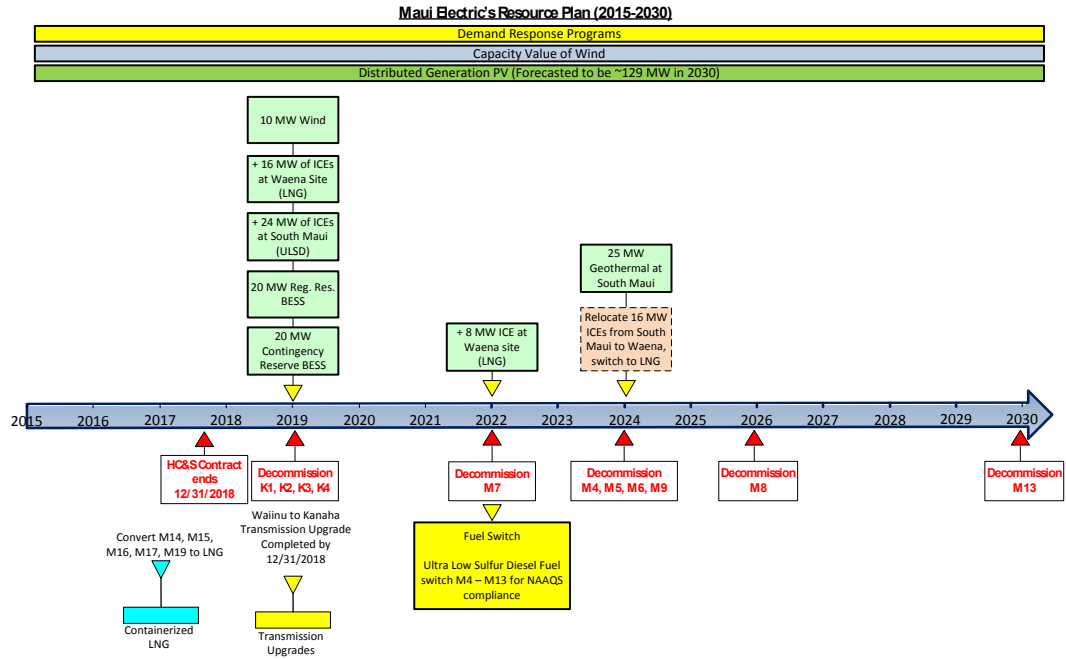 Maui Electric's Resource Plan (2015-2030)
Demand Response Programs
Capacity Value of Wind
Distributed Generation PV (Forecasted to be ~129 MW in 2030)
10 MW Wind
+ 16 MW of ICEs
at Waena Site
(LNG)
+ 24 MW of ICEs
at South Maui
(ULSD)
20 MW Reg. Res.
BESS
20 MW
Contingency
Reserve BESS
+ 8 MW ICE at
Waena site
(LNG)
25 MW
Geothermal at
South Maui
Relocate 16 MW
ICEs from South
Maui to Waena,
switch to LNG
2015
2016
2017
2018
2019
2020
2021
2022
2023
2024
2025
2026
2027
2028
2029
2030
HC&S Contract
ends
12/31/2018
Decommission
K1, K2, K3, K4
Decommission
M7
Decommission
M4, M5, M6, M9
Decommission
M8
Decommission
M13
Waiinu to Kanaha
Transmission Upgrade
Completed by
12/31/2018
Convert M14, M15,
M16, M17, M19 to LNG
Fuel Switch
Ultra Low Sulfur Diesel Fuel
switch M4 – M13 for NAAQS
compliance
Containerized
LNG
Transmission
Upgrades